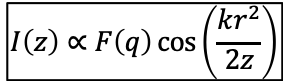 I(z) ∝ F(q) cos(kr²/2z)